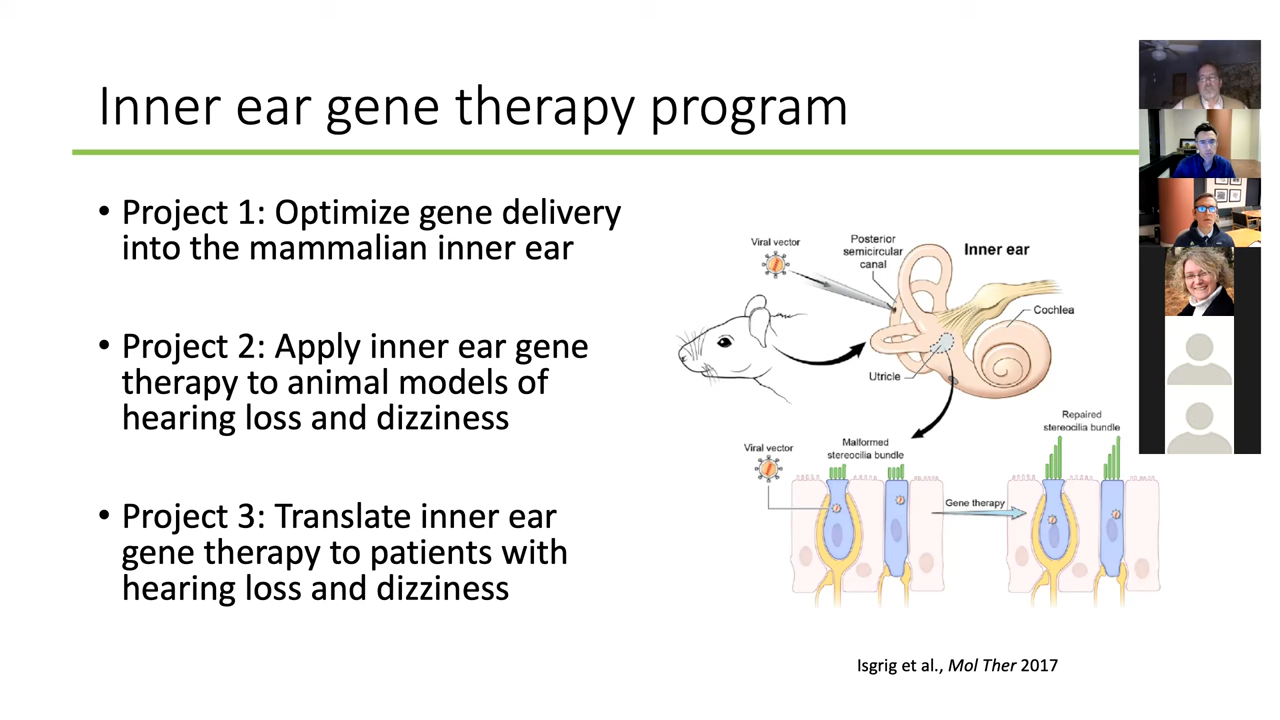 Inner ear gene therapy program
• Project 1: Optimize gene delivery
into the mammalian inner ear
• Project 2: Apply inner ear gene
therapy to animal models of
hearing loss and dizziness
• Project 3: Translate inner ear
gene therapy to patients with
hearing loss and dizziness
Viral vector
Posterior
semicircular
canal
Inner ear
Cochlea
Utricle
Viral vector
Malformed
stereocilia bundle
Gene therapy
Repaired
stereocilia bundle
Isgrig et al., Mol Ther 2017